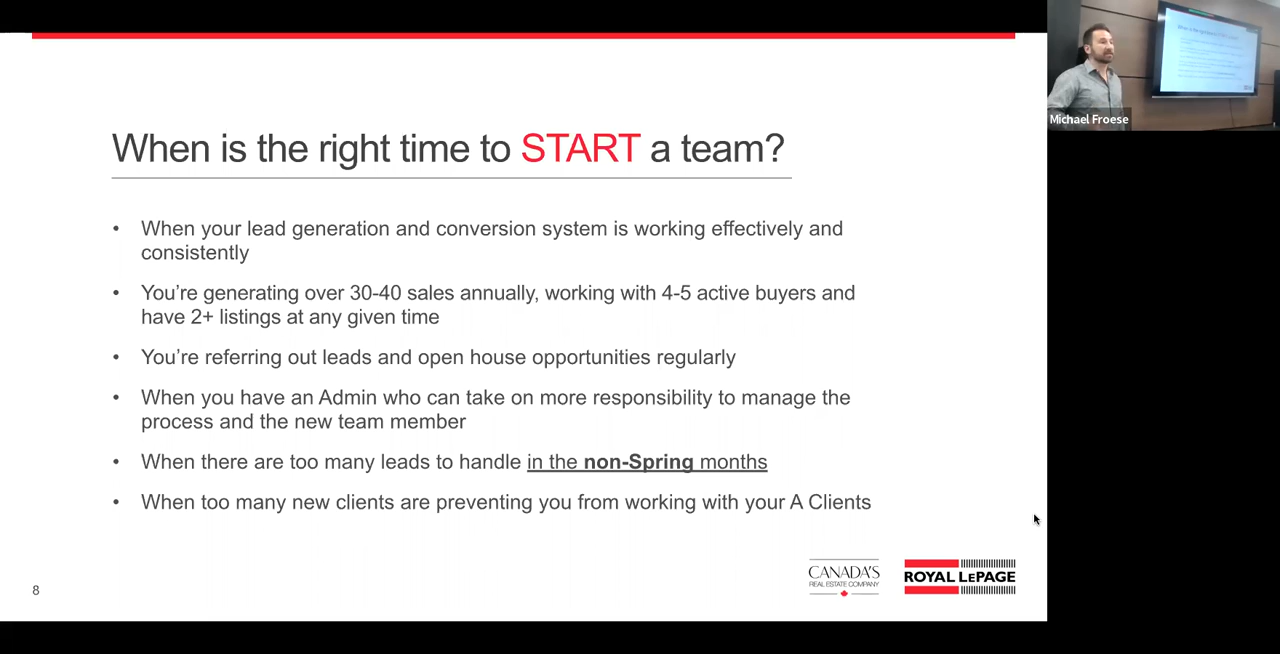 When is the right time to START a team?
• When your lead generation and conversion system is working effectively and
consistently
• You’re generating over 30-40 sales annually, working with 4-5 active buyers and
have 2+ listings at any given time
• You’re referring out leads and open house opportunities regularly
• When you have an Admin who can take on more responsibility to manage the
process and the new team member
• When there are too many leads to handle in the non-Spring months
• When too many new clients are preventing you from working with your A Clients
8
CANADA'S
REAL ESTATE COMPANY
ROYAL LEPAGE
Michael Froese